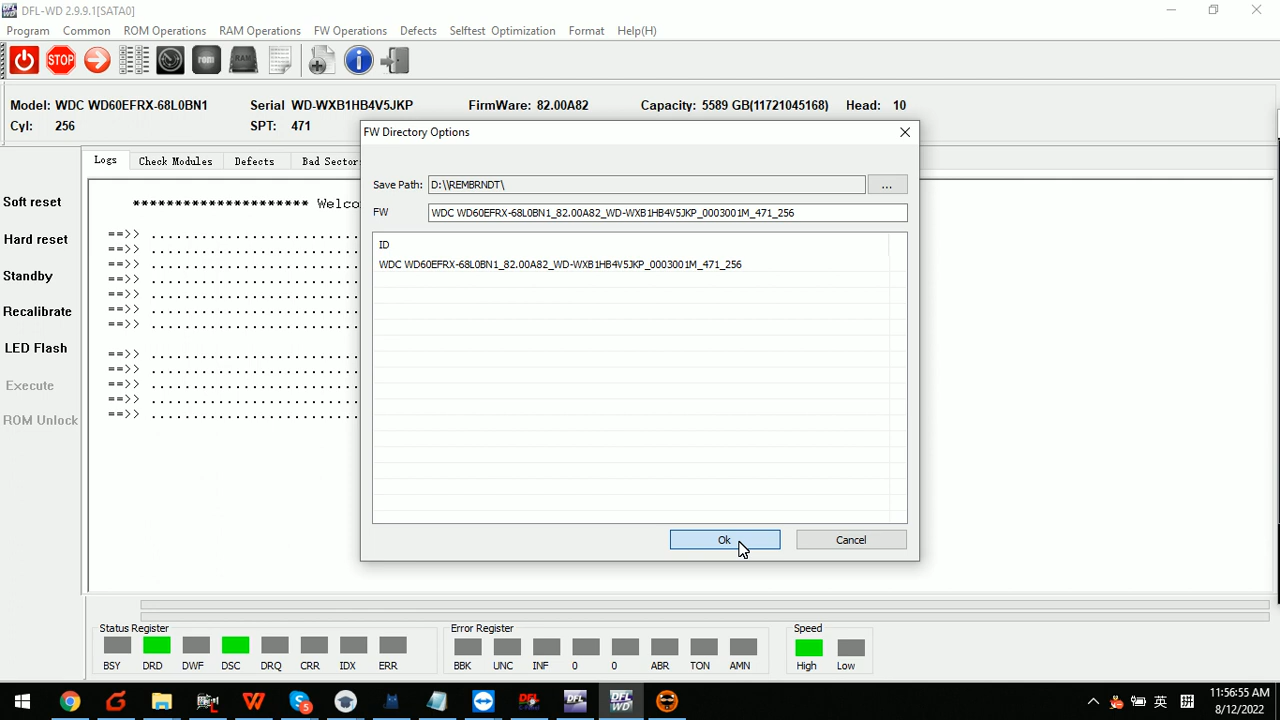 DFL-WD 2.9.9.1[SATA0]
Program Common ROM Operations RAM Operations FW Operations Defects Selftest Optimization Format Help(H)
STOP rom RAM
Model: WDC WD60EFRX-68L0BN1 Serial WD-WXB1HB4V5JKP FirmWare: 82.00A82 Capacity: 5589 GB(11721045168) Head: 10
Cyl: 256 SPT: 471
FW Directory Options
Logs Check Modules Defects Bad Sector
Save Path: D:\\REMBRNDT\ ...
Soft reset
******************** Welco
FW WDC WD60EFRX-68L0BN1_82.00A82_WD-WXB1HB4V5JKP_0003001M_471_256
==>> ......................
Hard reset
ID
==>> ......................
==>> ......................
WDC WD60EFRX-68L0BN1_82.00A82_WD-WXB1HB4V5JKP_0003001M_471_256
Standby
==>> ......................
==>> ......................
Recalibrate
==>> ......................
==>> ......................
LED Flash
==>> ......................
==>> ......................
Execute
==>> ......................
==>> ......................
ROM Unlock
==>> ......................
Ok Cancel
Status Register Error Register Speed
BSY DRD DWF DSC DRQ CRR IDX ERR BBK UNC INF 0 0 ABR TON AMN High Low
DFL DFL-WD
英 拼 11:56:55 AM
8/12/2022